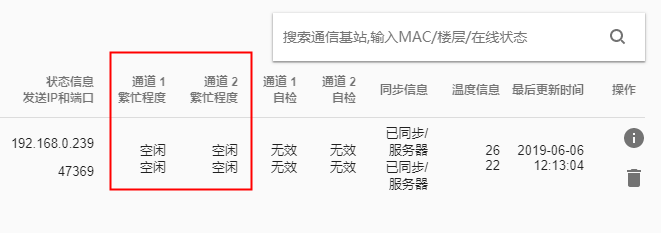 搜索通信基站,输入MAC/楼层/在线状态
状态信息 通道 1 通道 2 通道 1 通道 2 同步信息 温度信息 最后更新时间 操作
发送IP和端口 繁忙程度 繁忙程度 自检 自检
已同步/
192.168.0.239 空闲 空闲 无效 无效 服务器 26 2019-06-06
47369 空闲 空闲 无效 无效 已同步/ 22 12:13:04
服务器